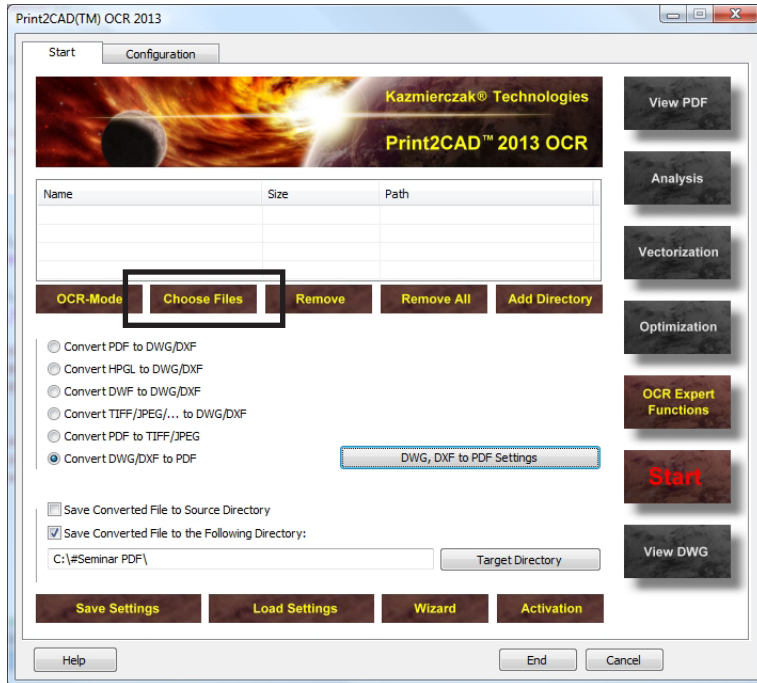 Print2CAD(TM) OCR 2013
Start Configuration
Kazmierczak® Technologies
Print2CAD™ 2013 OCR
Name Size Path
OCR-Mode Choose Files Remove Remove All Add Directory
Convert PDF to DWG/DXF
Convert HPGL to DWG/DXF
Convert DWF to DWG/DXF
Convert TIFF/JPEG/... to DWG/DXF
Convert PDF to TIFF/JPEG
Convert DWG/DXF to PDF
DWG, DXF to PDF Settings
Save Converted File to Source Directory
Save Converted File to the Following Directory:
C:\#Seminar PDF\
Target Directory
Save Settings Load Settings Wizard Activation
View PDF
Analysis
Vectorization
Optimization
OCR Expert
Functions
Start
View DWG
Help End Cancel